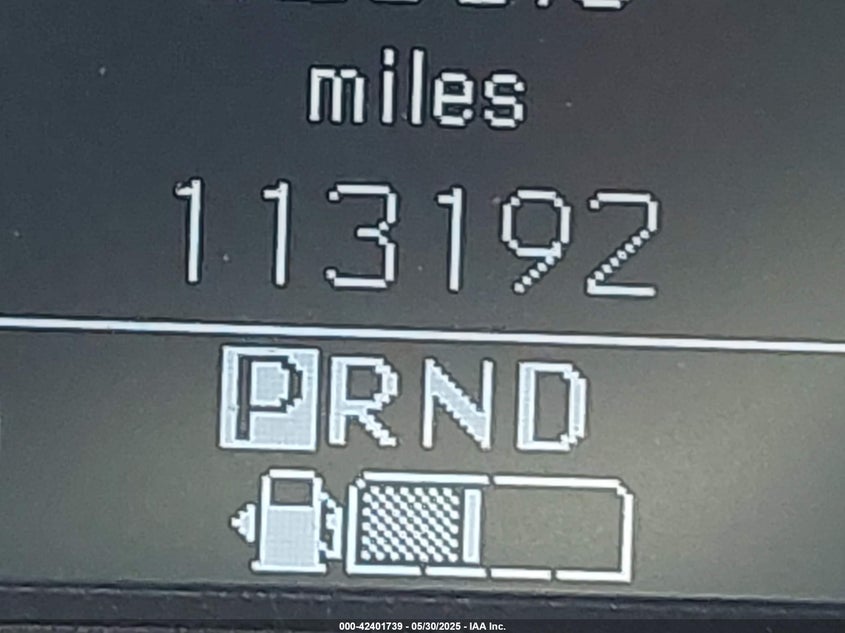 miles
113192
PRND
000-42401739 - 05/30/2025 - IAA Inc.